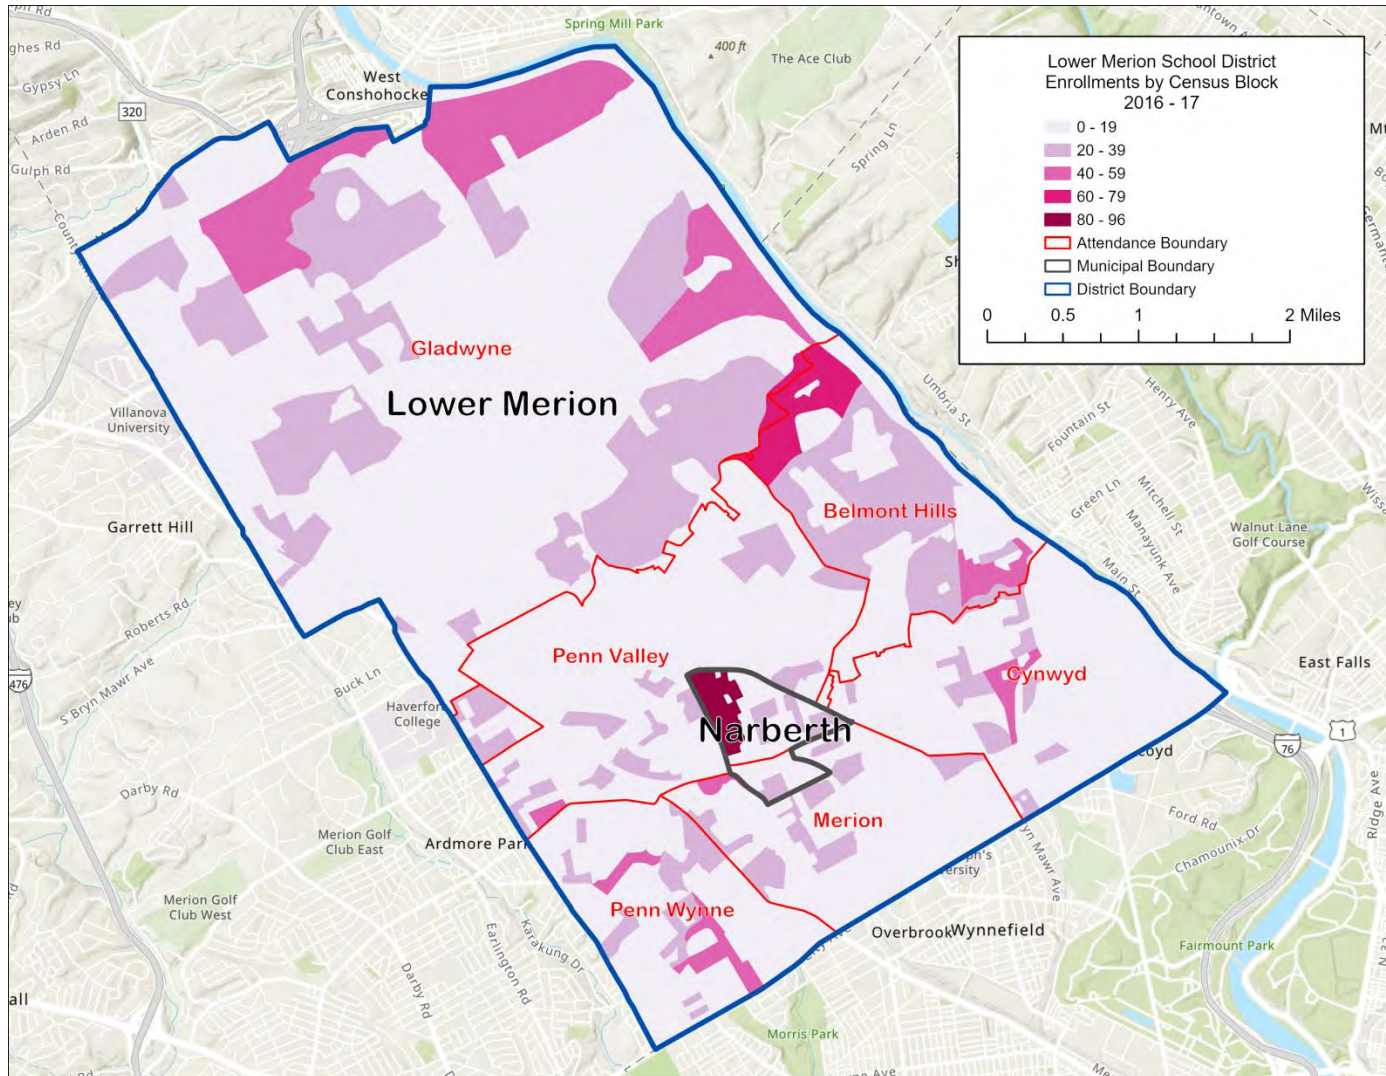 Spring Mill Park
400 ft
The Ace Club
West
Conshohocke
320
Gypsy Ln
Arden Rd
Gulph Rd
Spring Ln
Lower Merion School District
Enrollments by Census Block
2016 - 17
0 - 19
20 - 39
40 - 59
60 - 79
80 - 96
Attendance Boundary
Municipal Boundary
District Boundary
0 0.5 1 2 Miles
Gladwyne
Lower Merion
Villanova
University
Umbria St
Henry Ave
Fountain St
Green Ln
Mitchell St
Manayunk Ave
Walnut Lane
Golf Course
Main St
Belmont Hills
Garrett Hill
Roberts Rd
S Bryn Mawr Ave
Buck Ln
476
Haverford
College
Penn Valley
Cynwyd
East Falls
1
76
Narberth
Darby Rd
Merion Golf
Club East
Ardmore Park
Merion
Ford Rd
Chamounix Dr
Ridge Ave
Merion Golf
Club West
Penn Wynne
Karakung Dr
Earlington Rd
Darby Rd
Overbrook
Wynnefield
yn Mawr Ave
Fairmount Park
Morris Park